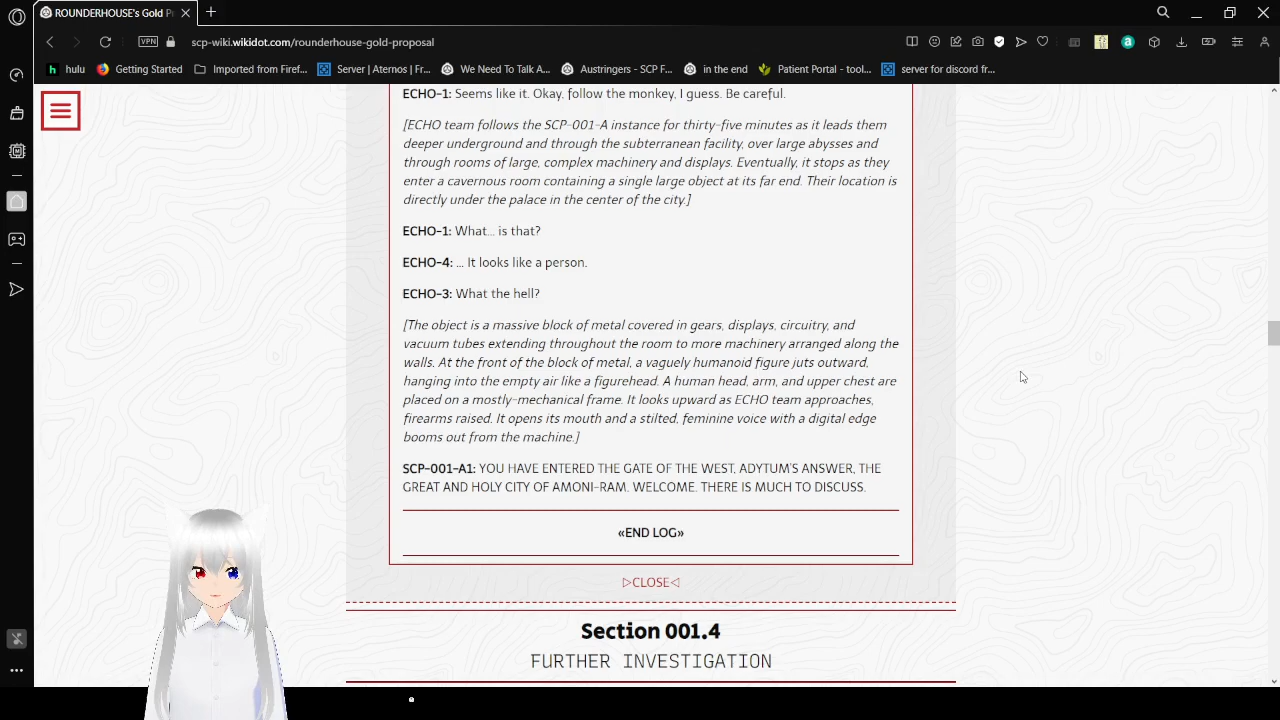 ROUNDERHOUSE's Gold P
scp-wiki.wikidot.com/rounderhouse-gold-proposal
VPN
hulu
Getting Started
Imported from Firef...
Server | Aternos | Fr...
We Need To Talk A...
Austringers - SCP F...
in the end
Patient Portal - tool...
server for discord fr...
ECHO-1: Seems like it. Okay, follow the monkey, I guess. Be careful.
[ECHO team follows the SCP-001-A instance for thirty-five minutes as it leads them
deeper underground and through the subterranean facility, over large abysses and
through rooms of large, complex machinery and displays. Eventually, it stops as they
enter a cavernous room containing a single large object at its far end. Their location is
directly under the palace in the center of the city.]
ECHO-1: What... is that?
ECHO-4: ... It looks like a person.
ECHO-3: What the hell?
[The object is a massive block of metal covered in gears, displays, circuitry, and
vacuum tubes extending throughout the room to more machinery arranged along the
walls. At the front of the block of metal, a vaguely humanoid figure juts outward,
hanging into the empty air like a figurehead. A human head, arm, and upper chest are
placed on a mostly-mechanical frame. It looks upward as ECHO team approaches,
firearms raised. It opens its mouth and a stilted, feminine voice with a digital edge
booms out from the machine.]
SCP-001-A1: YOU HAVE ENTERED THE GATE OF THE WEST, ADYTUM'S ANSWER, THE
GREAT AND HOLY CITY OF AMONI-RAM. WELCOME. THERE IS MUCH TO DISCUSS.
«END LOG»
▷CLOSE◁
Section 001.4
FURTHER INVESTIGATION